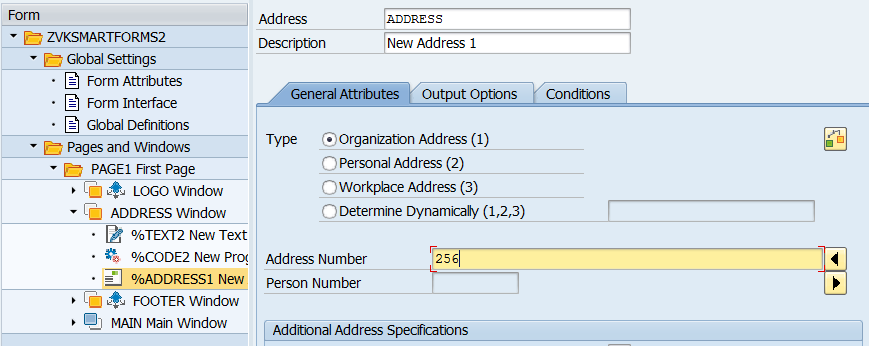 Form
ZVKSMARTFORMS2
Global Settings
Form Attributes
Form Interface
Global Definitions
Pages and Windows
PAGE1 First Page
LOGO Window
ADDRESS Window
%TEXT2 New Text
%CODE2 New Prog
%ADDRESS1 New
FOOTER Window
MAIN Main Window
Address ADDRESS
Description New Address 1
General Attributes Output Options Conditions
Type Organization Address (1)
Personal Address (2)
Workplace Address (3)
Determine Dynamically (1,2,3)
Address Number 256
Person Number
Additional Address Specifications